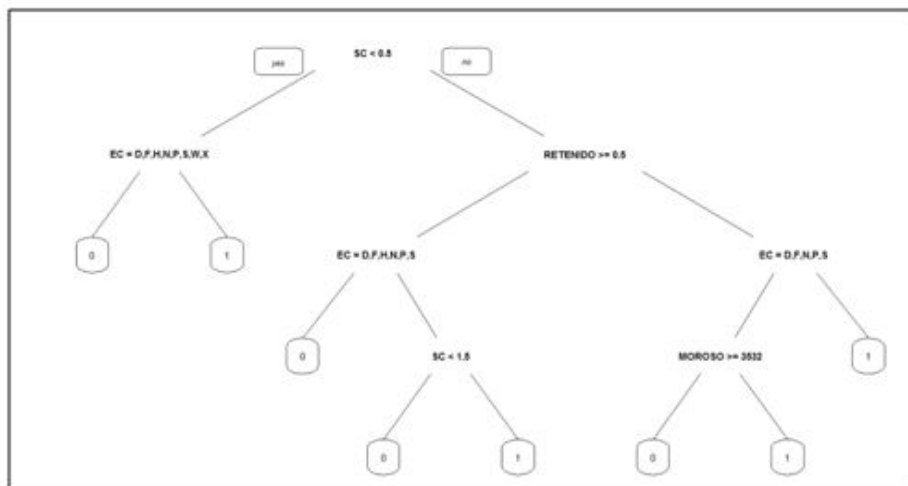 SC < 0.5
yes
no
EC = D,F,H,N,P,S,W,X
RETENIDO >= 0.5
0
1
EC = D,F,H,N,P,S
EC = D,F,N,P,S
0
SC < 1.5
MOROSO >= 3532
1
0
1
0
1